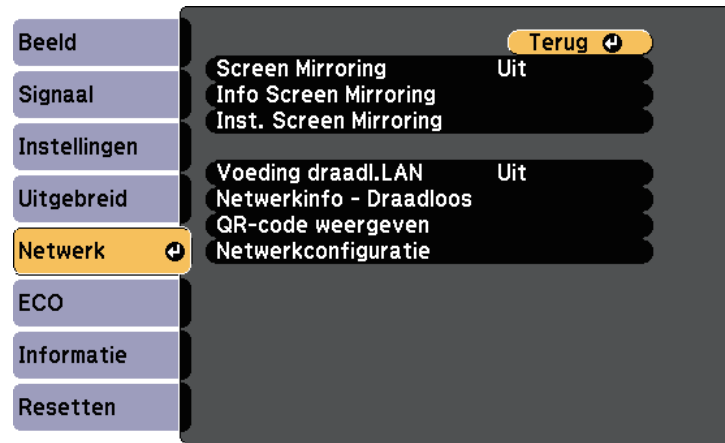 Beeld
Signaal
Instellingen
Uitgebreid
Netwerk
ECO
Informatie
Resetten
Terug
Screen Mirroring Uit
Info Screen Mirroring
Inst. Screen Mirroring
Voeding draadl.LAN Uit
Netwerkinfo - Draadloos
QR-code weergeven
Netwerkconfiguratie